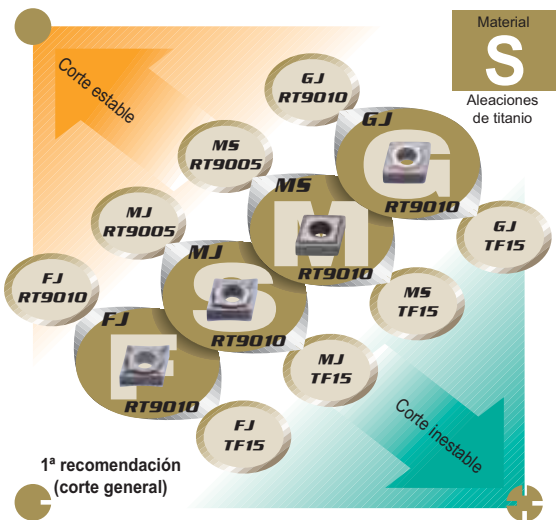 Material
S
Aleaciones
de titanio
Corte estable
GJ
RT9010
MS
RT9005
MJ
RT9005
FJ
RT9010
GJ
G
RT9010
MS
M
RT9010
MJ
S
RT9010
FJ
F
RT9010
GJ
TF15
MS
TF15
MJ
TF15
FJ
TF15
Corte inestable
1ª recomendación
(corte general)